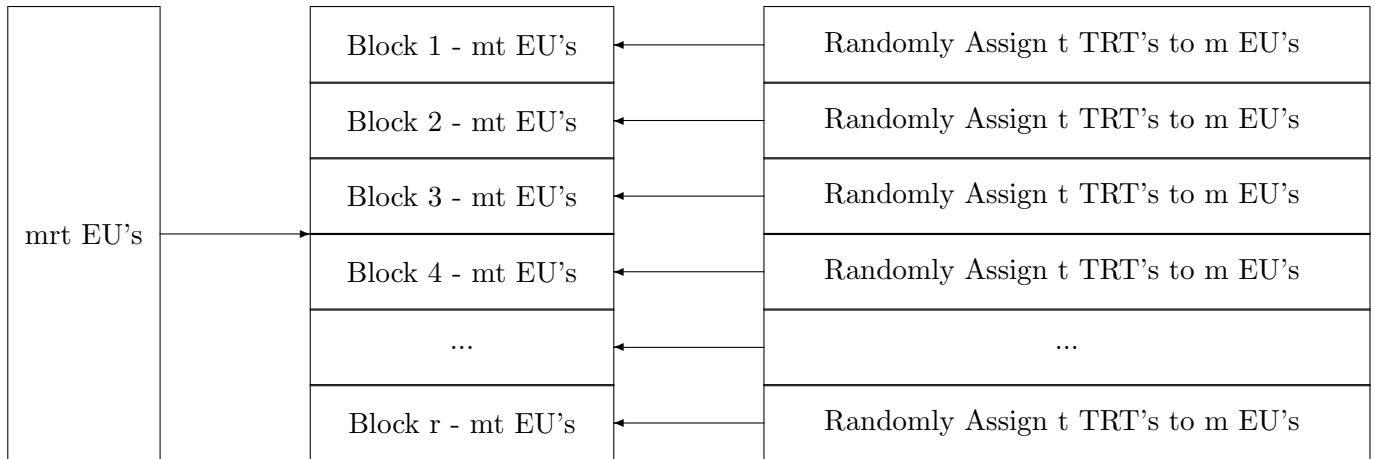 mrt EU's
Block 1 - mt EU's
Randomly Assign t TRT's to m EU's
Block 2 - mt EU's
Randomly Assign t TRT's to m EU's
Block 3 - mt EU's
Randomly Assign t TRT's to m EU's
Block 4 - mt EU's
Randomly Assign t TRT's to m EU's
...
...
Block r - mt EU's
Randomly Assign t TRT's to m EU's